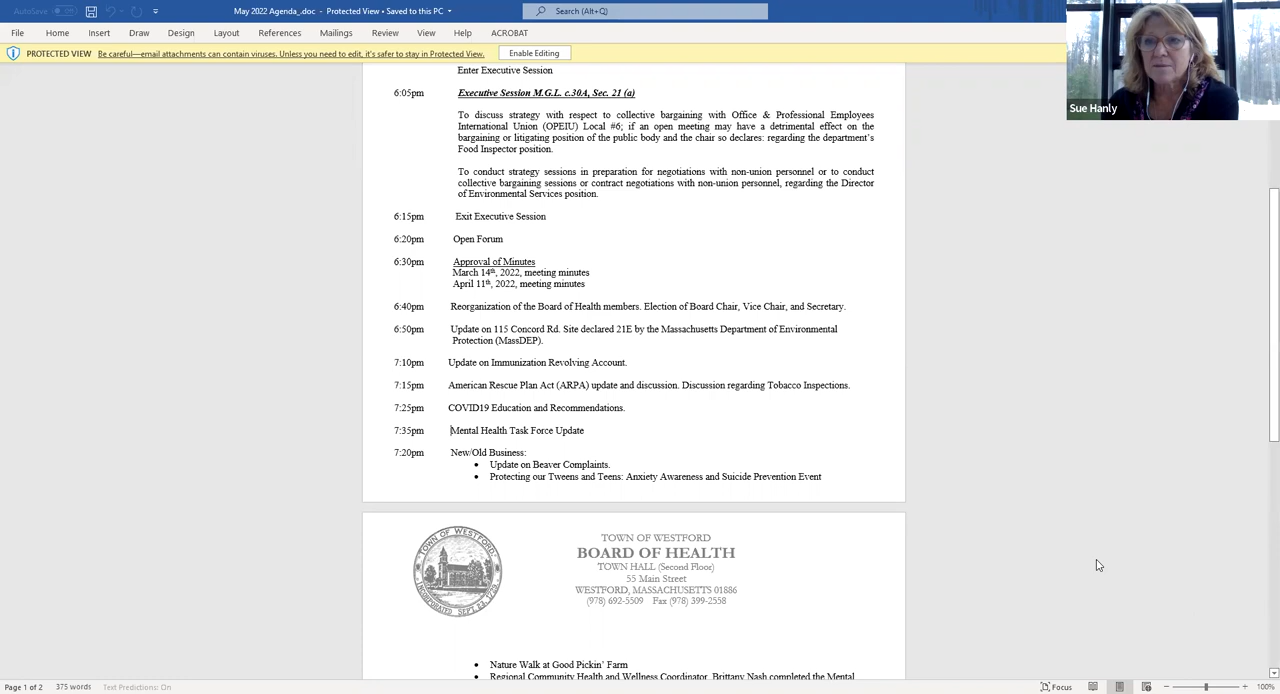 AutoSave Off May 2022 Agenda_.doc - Protected View • Saved to this PC Search (Alt+Q)
File Home Insert Draw Design Layout References Mailings Review View Help ACROBAT
PROTECTED VIEW Be careful—email attachments can contain viruses. Unless you need to edit, it's safer to stay in Protected View. Enable Editing
Sue Hanly
Enter Executive Session
6:05pm Executive Session M.G.L. c.30A, Sec. 21 (a)
To discuss strategy with respect to collective bargaining with Office & Professional Employees
International Union (OPEIU) Local #6; if an open meeting may have a detrimental effect on the
bargaining or litigating position of the public body and the chair so declares: regarding the department's
Food Inspector position.
To conduct strategy sessions in preparation for negotiations with non-union personnel or to conduct
collective bargaining sessions or contract negotiations with non-union personnel, regarding the Director
of Environmental Services position.
6:15pm Exit Executive Session
6:20pm Open Forum
6:30pm Approval of Minutes
March 14th, 2022, meeting minutes
April 11th, 2022, meeting minutes
6:40pm Reorganization of the Board of Health members. Election of Board Chair, Vice Chair, and Secretary.
6:50pm Update on 115 Concord Rd. Site declared 21E by the Massachusetts Department of Environmental
Protection (MassDEP).
7:10pm Update on Immunization Revolving Account.
7:15pm American Rescue Plan Act (ARPA) update and discussion. Discussion regarding Tobacco Inspections.
7:25pm COVID19 Education and Recommendations.
7:35pm Mental Health Task Force Update
7:20pm New/Old Business:
• Update on Beaver Complaints.
• Protecting our Tweens and Teens: Anxiety Awareness and Suicide Prevention Event
TOWN OF WESTFORD
BOARD OF HEALTH
TOWN HALL (Second Floor)
55 Main Street
WESTFORD, MASSACHUSETTS 01886
(978) 692-5509 Fax (978) 399-2558
TOWN OF WESTFORD
INCORPORATED SEPT. 23, 1729
• Nature Walk at Good Pickin' Farm
• Regional Community Health and Wellness Coordinator, Brittany Nash completed the Mental
Page 1 of 2 375 words Text Predictions: On Focus 100%